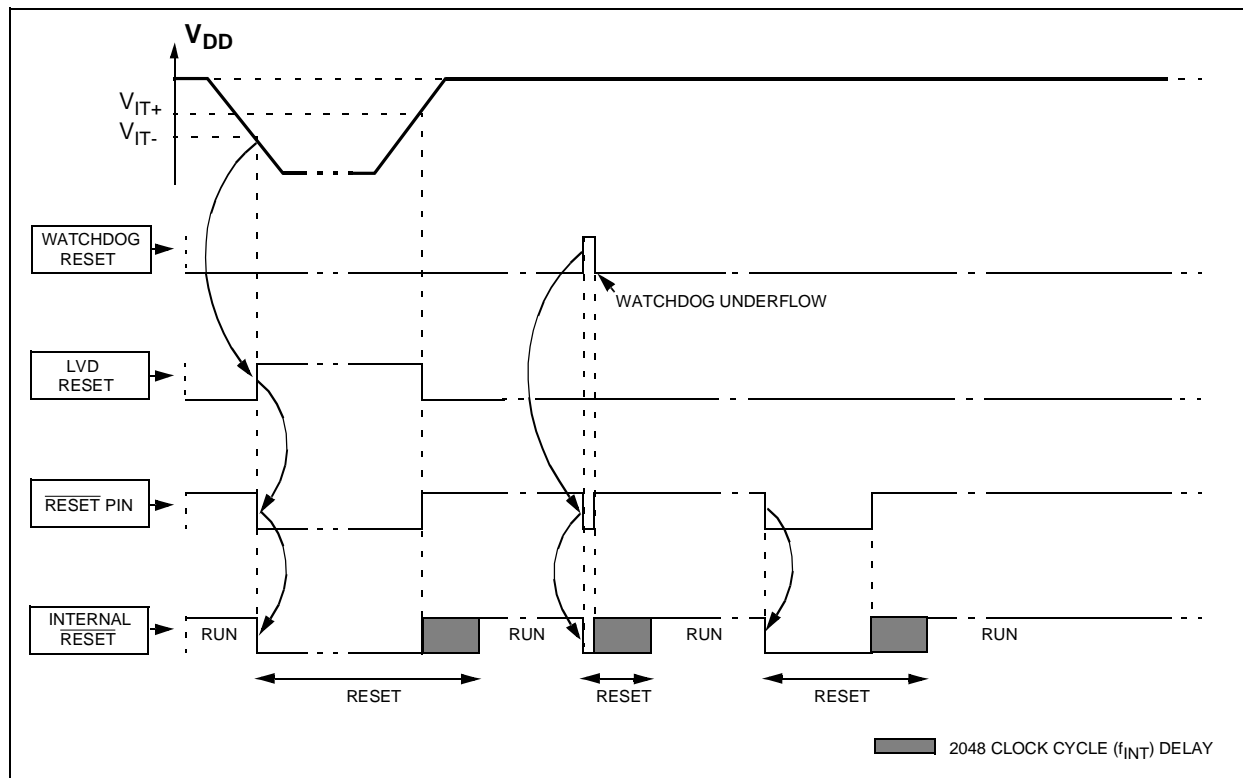 VDD
VIT+
VIT-
WATCHDOG
RESET
WATCHDOG UNDERFLOW
LVD
RESET
RESET PIN
INTERNAL
RESET
RUN
RUN
RUN
RUN
RESET
RESET
RESET
2048 CLOCK CYCLE (fINT) DELAY